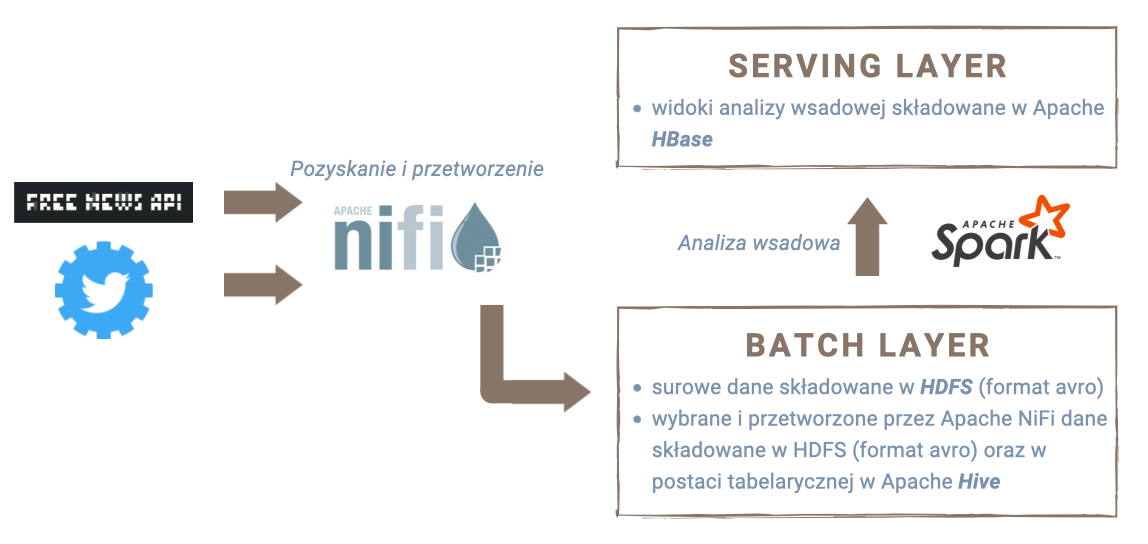 SERVING LAYER
• widoki analizy wsadowej składowane w Apache
HBase
Pozyskanie i przetworzenie
FREE NEWS API
APACHE
nifi
Analiza wsadowa
APACHE
Spark™
BATCH LAYER
• surowe dane składowane w HDFS (format avro)
• wybrane i przetworzone przez Apache NiFi dane
składowane w HDFS (format avro) oraz w
postaci tabelarycznej w Apache Hive